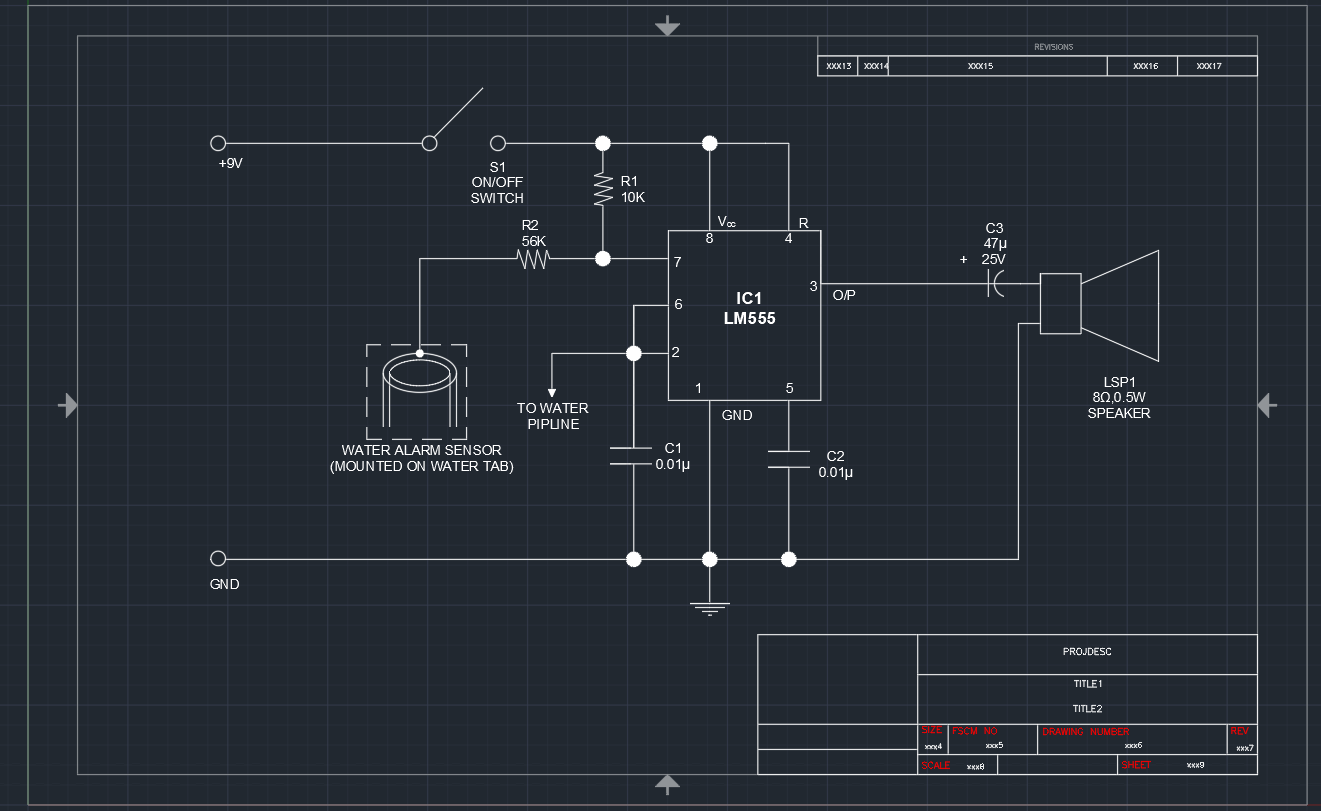 REVISIONS
XXX13 XXX14 XXX15 XXX16 XXX17
+9V
S1
ON/OFF
SWITCH
R1
10K
R2
56K
Vcc
R
8
4
7
6
2
3
O/P
IC1
LM555
1
5
GND
C3
47µ
+ 25V
LSP1
8Ω,0.5W
SPEAKER
TO WATER
PIPLINE
WATER ALARM SENSOR
(MOUNTED ON WATER TAB)
C1
0.01µ
C2
0.01µ
GND
PROJDESC
TITLE1
TITLE2
SIZE FSCM NO DRAWING NUMBER REV
xxx4 xxx5 xxx6 xxx7
SCALE xxx8 SHEET xxx9